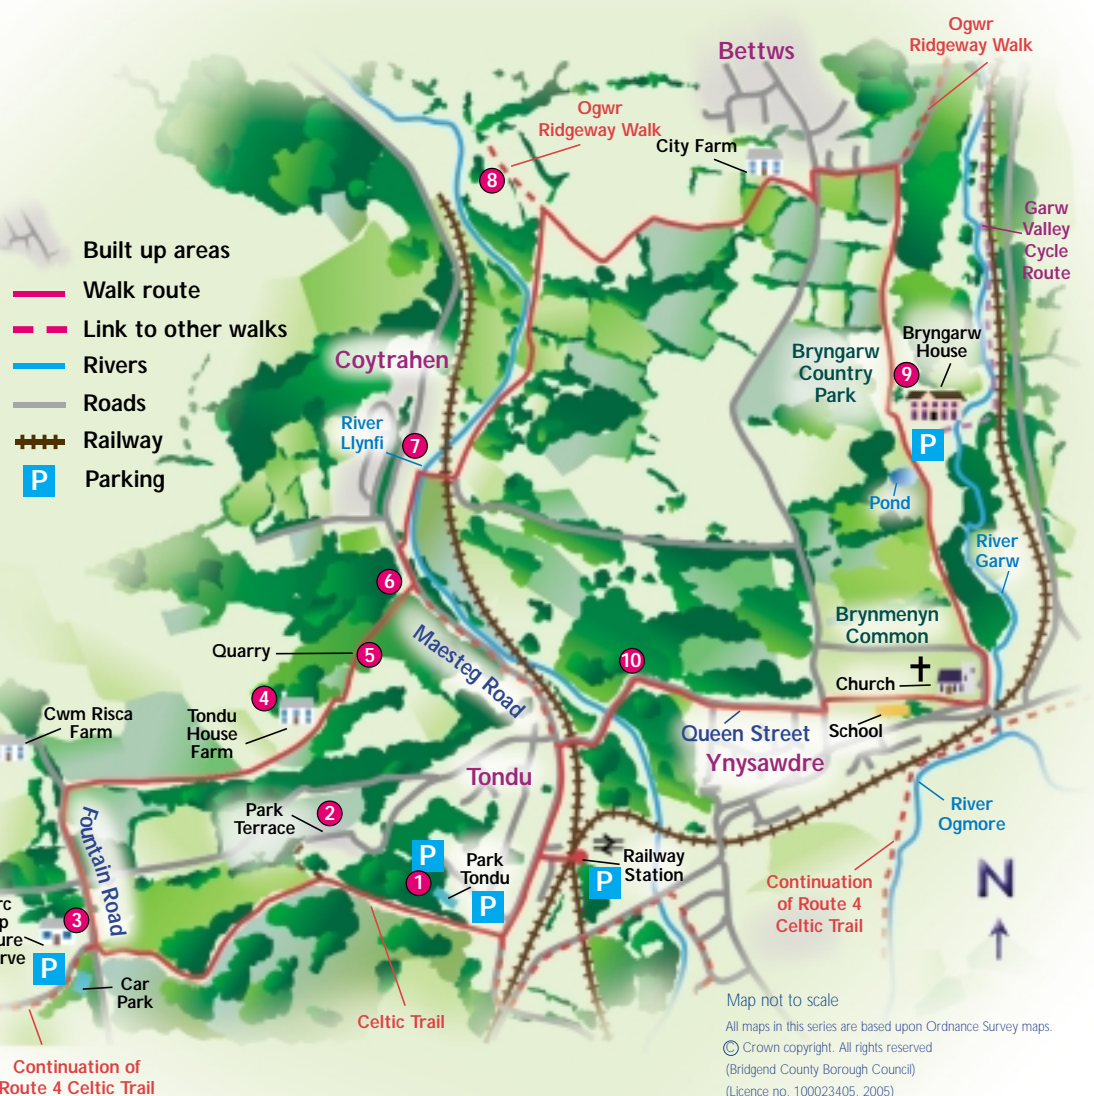 Ogwr
Ridgeway Walk
Bettws
Ogwr
Ridgeway Walk
City Farm
8
Garw
Valley
Cycle
Route
Built up areas
Walk route
Link to other walks
Rivers
Roads
Railway
P
Parking
Coytrahen
River
Llynfi
7
Bryngarw
Country
Park
Bryngarw
House
9
P
Pond
River
Garw
6
Maesteg Road
Quarry
5
4
Tondu
House
Farm
Cwm Risca
Farm
10
Brynmenyn
Common
Church
School
Queen Street
Ynysawdre
Tondu
Fountain Road
Park
Terrace
2
P
1
Park
Tondu
P
Railway
Station
P
River
Ogmore
Continuation
of Route 4
Celtic Trail
N
3
rc
p
ure
rve
P
Car
Park
Celtic Trail
Continuation of
Route 4 Celtic Trail
Map not to scale
All maps in this series are based upon Ordnance Survey maps.
© Crown copyright. All rights reserved
(Bridgend County Borough Council)
(Licence no. 100023405, 2005)